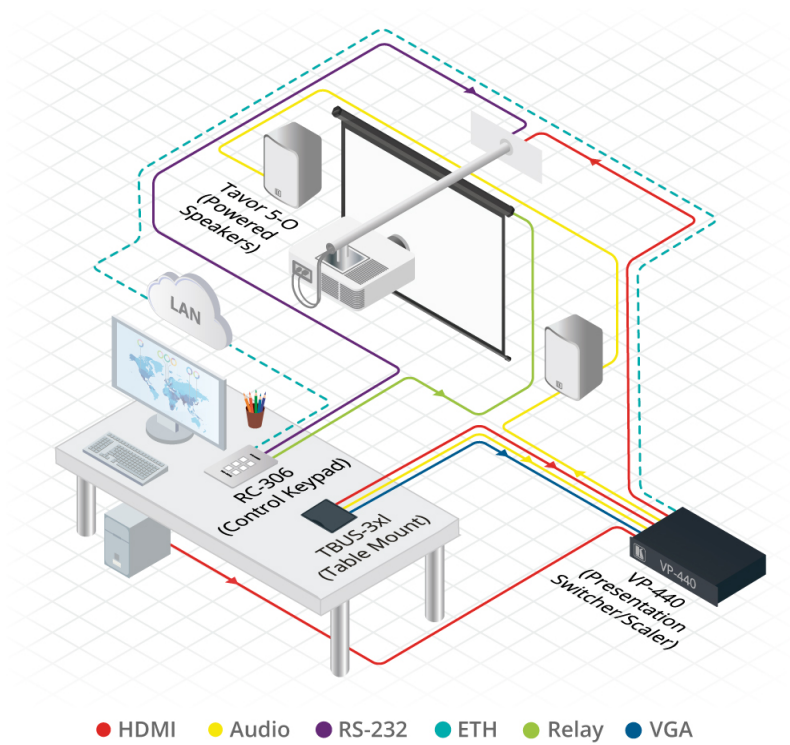 Tavor 5-O
(Powered
Speakers)
LAN
RC-306
(Control Keypad)
TBUS-3xl
(Table Mount)
VP-440
VP-440
(Presentation
Switcher/Scaler)
HDMI Audio RS-232 ETH Relay VGA